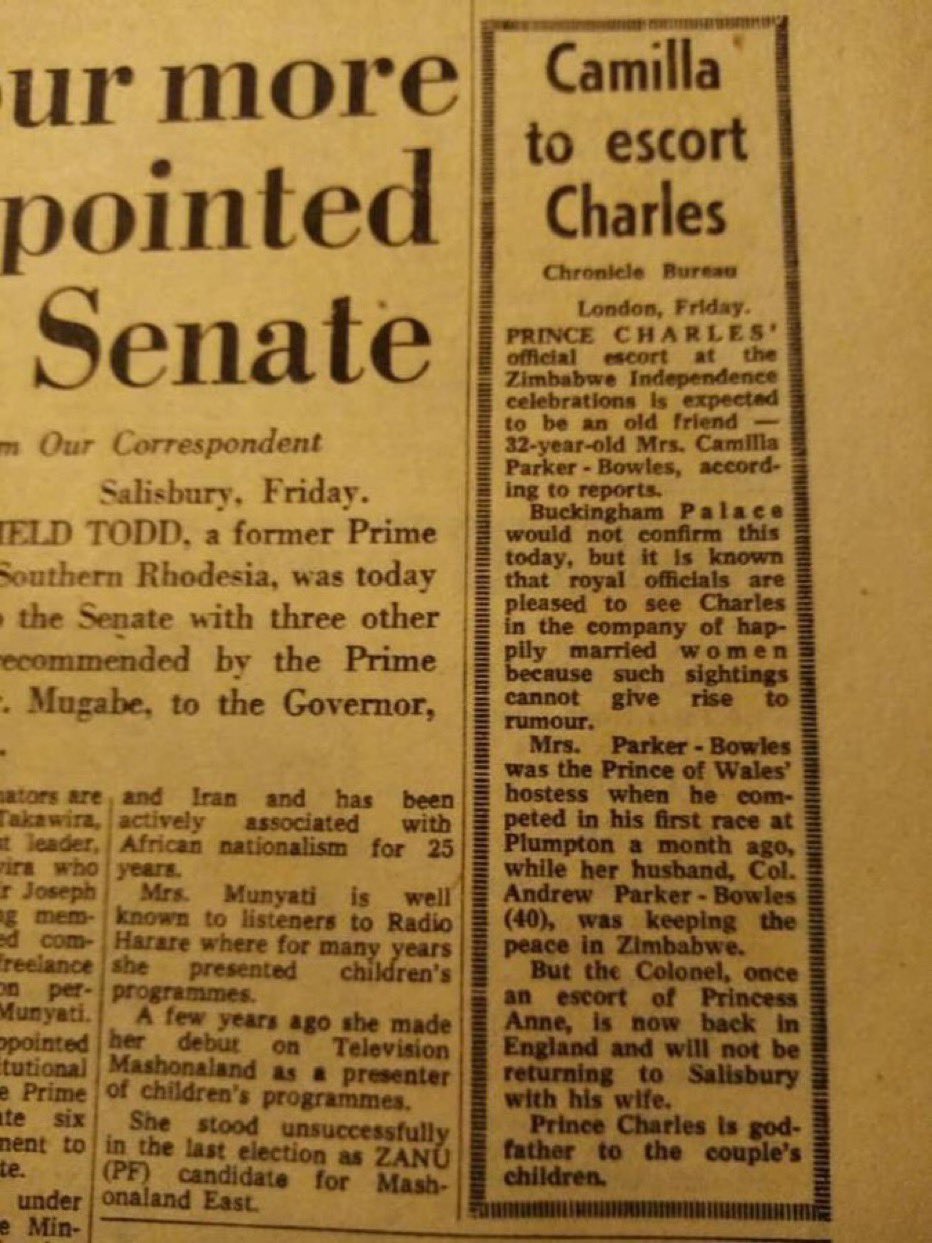 our more
pointed
Senate
m Our Correspondent
Salisbury, Friday.
IELD TODD, a former Prime
Southern Rhodesia, was today
the Senate with three other
recommended by the Prime
r. Mugabe, to the Governor,
nators are
Takawira,
st leader,
wira who
ir Joseph
ng mem-
ed com-
freelance
on per-
Munyati.
ppointed
titutional
e Prime
ate six
ment to
te.
under
e Min-
and Iran and has been
actively associated with
African nationalism for 25
years.
Mrs. Munyati is well
known to listeners to Radio
Harare where for many years
she presented children's
programmes.
A few years ago she made
her debut on Television
Mashonaland as a presenter
of children's programmes.
She stood unsuccessfully
in the last election as ZANU
(PF) candidate for Mash-
onaland East.
Camilla
to escort
Charles
Chronicle Bureau
London, Friday.
PRINCE CHARLES'
official escort at the
Zimbabwe Independence
celebrations is expected
to be an old friend —
32-year-old Mrs. Camilla
Parker-Bowles, accord-
ing to reports.
Buckingham Palace
would not confirm this
today, but it is known
that royal officials are
pleased to see Charles
in the company of hap-
pily married women
because such sightings
cannot give rise to
rumour.
Mrs. Parker-Bowles
was the Prince of Wales'
hostess when he com-
peted in his first race at
Plumpton a month ago,
while her husband, Col.
Andrew Parker-Bowles
(40), was keeping the
peace in Zimbabwe.
But the Colonel, once
an escort of Princess
Anne, is now back in
England and will not be
returning to Salisbury
with his wife.
Prince Charles is god-
father to the couple's
children.